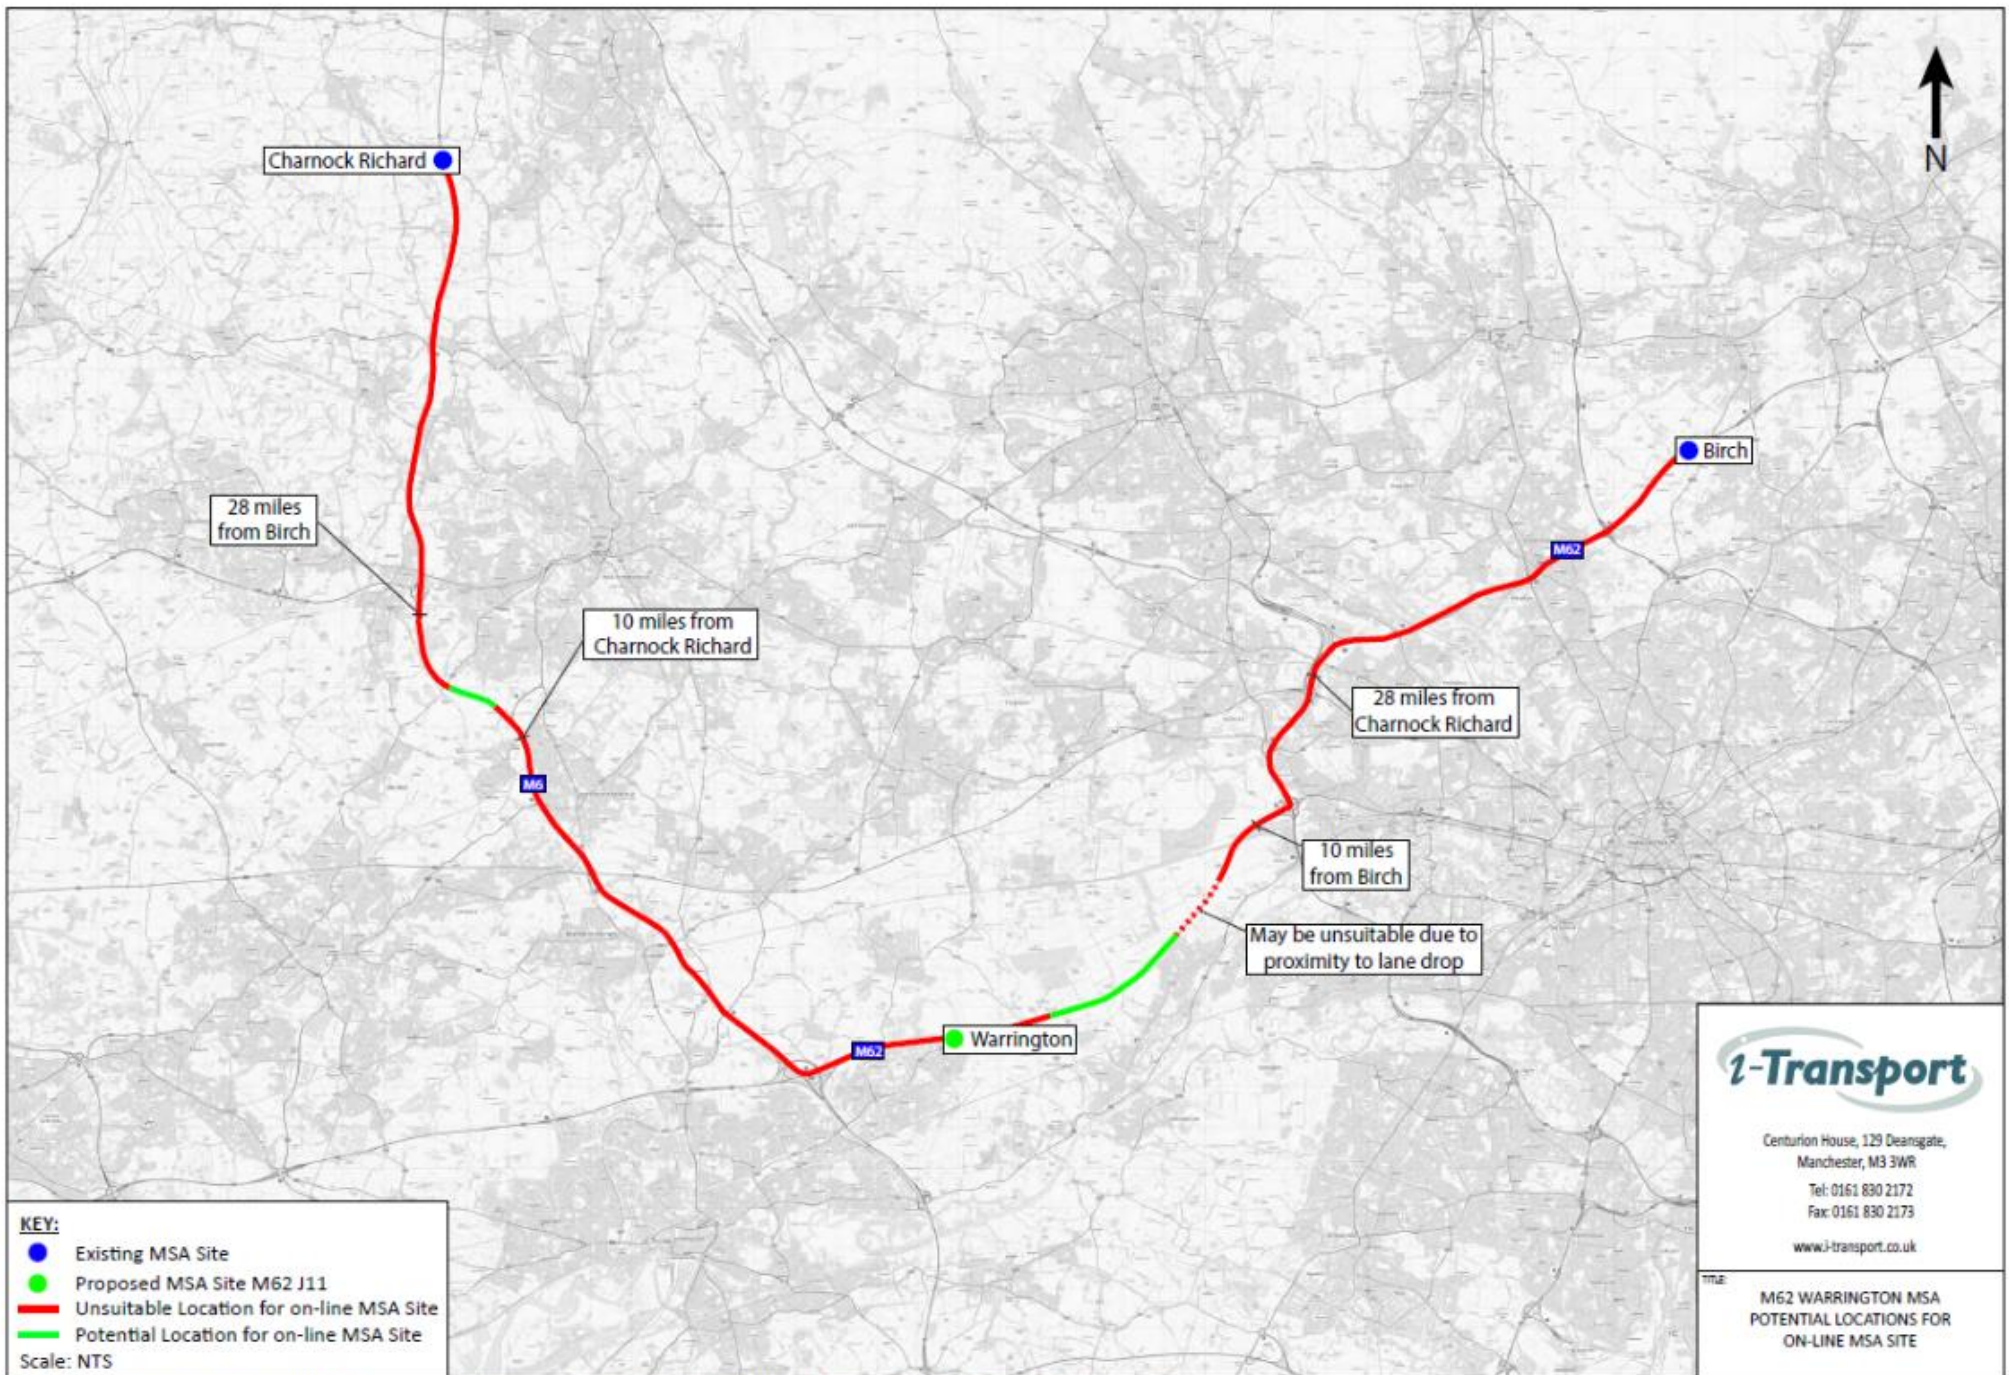 N
Charnock Richard
Birch
28 miles
from Birch
M62
10 miles from
Charnock Richard
28 miles from
Charnock Richard
M6
10 miles
from Birch
May be unsuitable due to
proximity to lane drop
Warrington
M62
i-Transport
Centurion House, 129 Deansgate,
Manchester, M3 3WR
Tel: 0161 830 2172
Fax: 0161 830 2173
www.i-transport.co.uk
TITLE:
M62 WARRINGTON MSA
POTENTIAL LOCATIONS FOR
ON-LINE MSA SITE
KEY:
Existing MSA Site
Proposed MSA Site M62 J11
Unsuitable Location for on-line MSA Site
Potential Location for on-line MSA Site
Scale: NTS